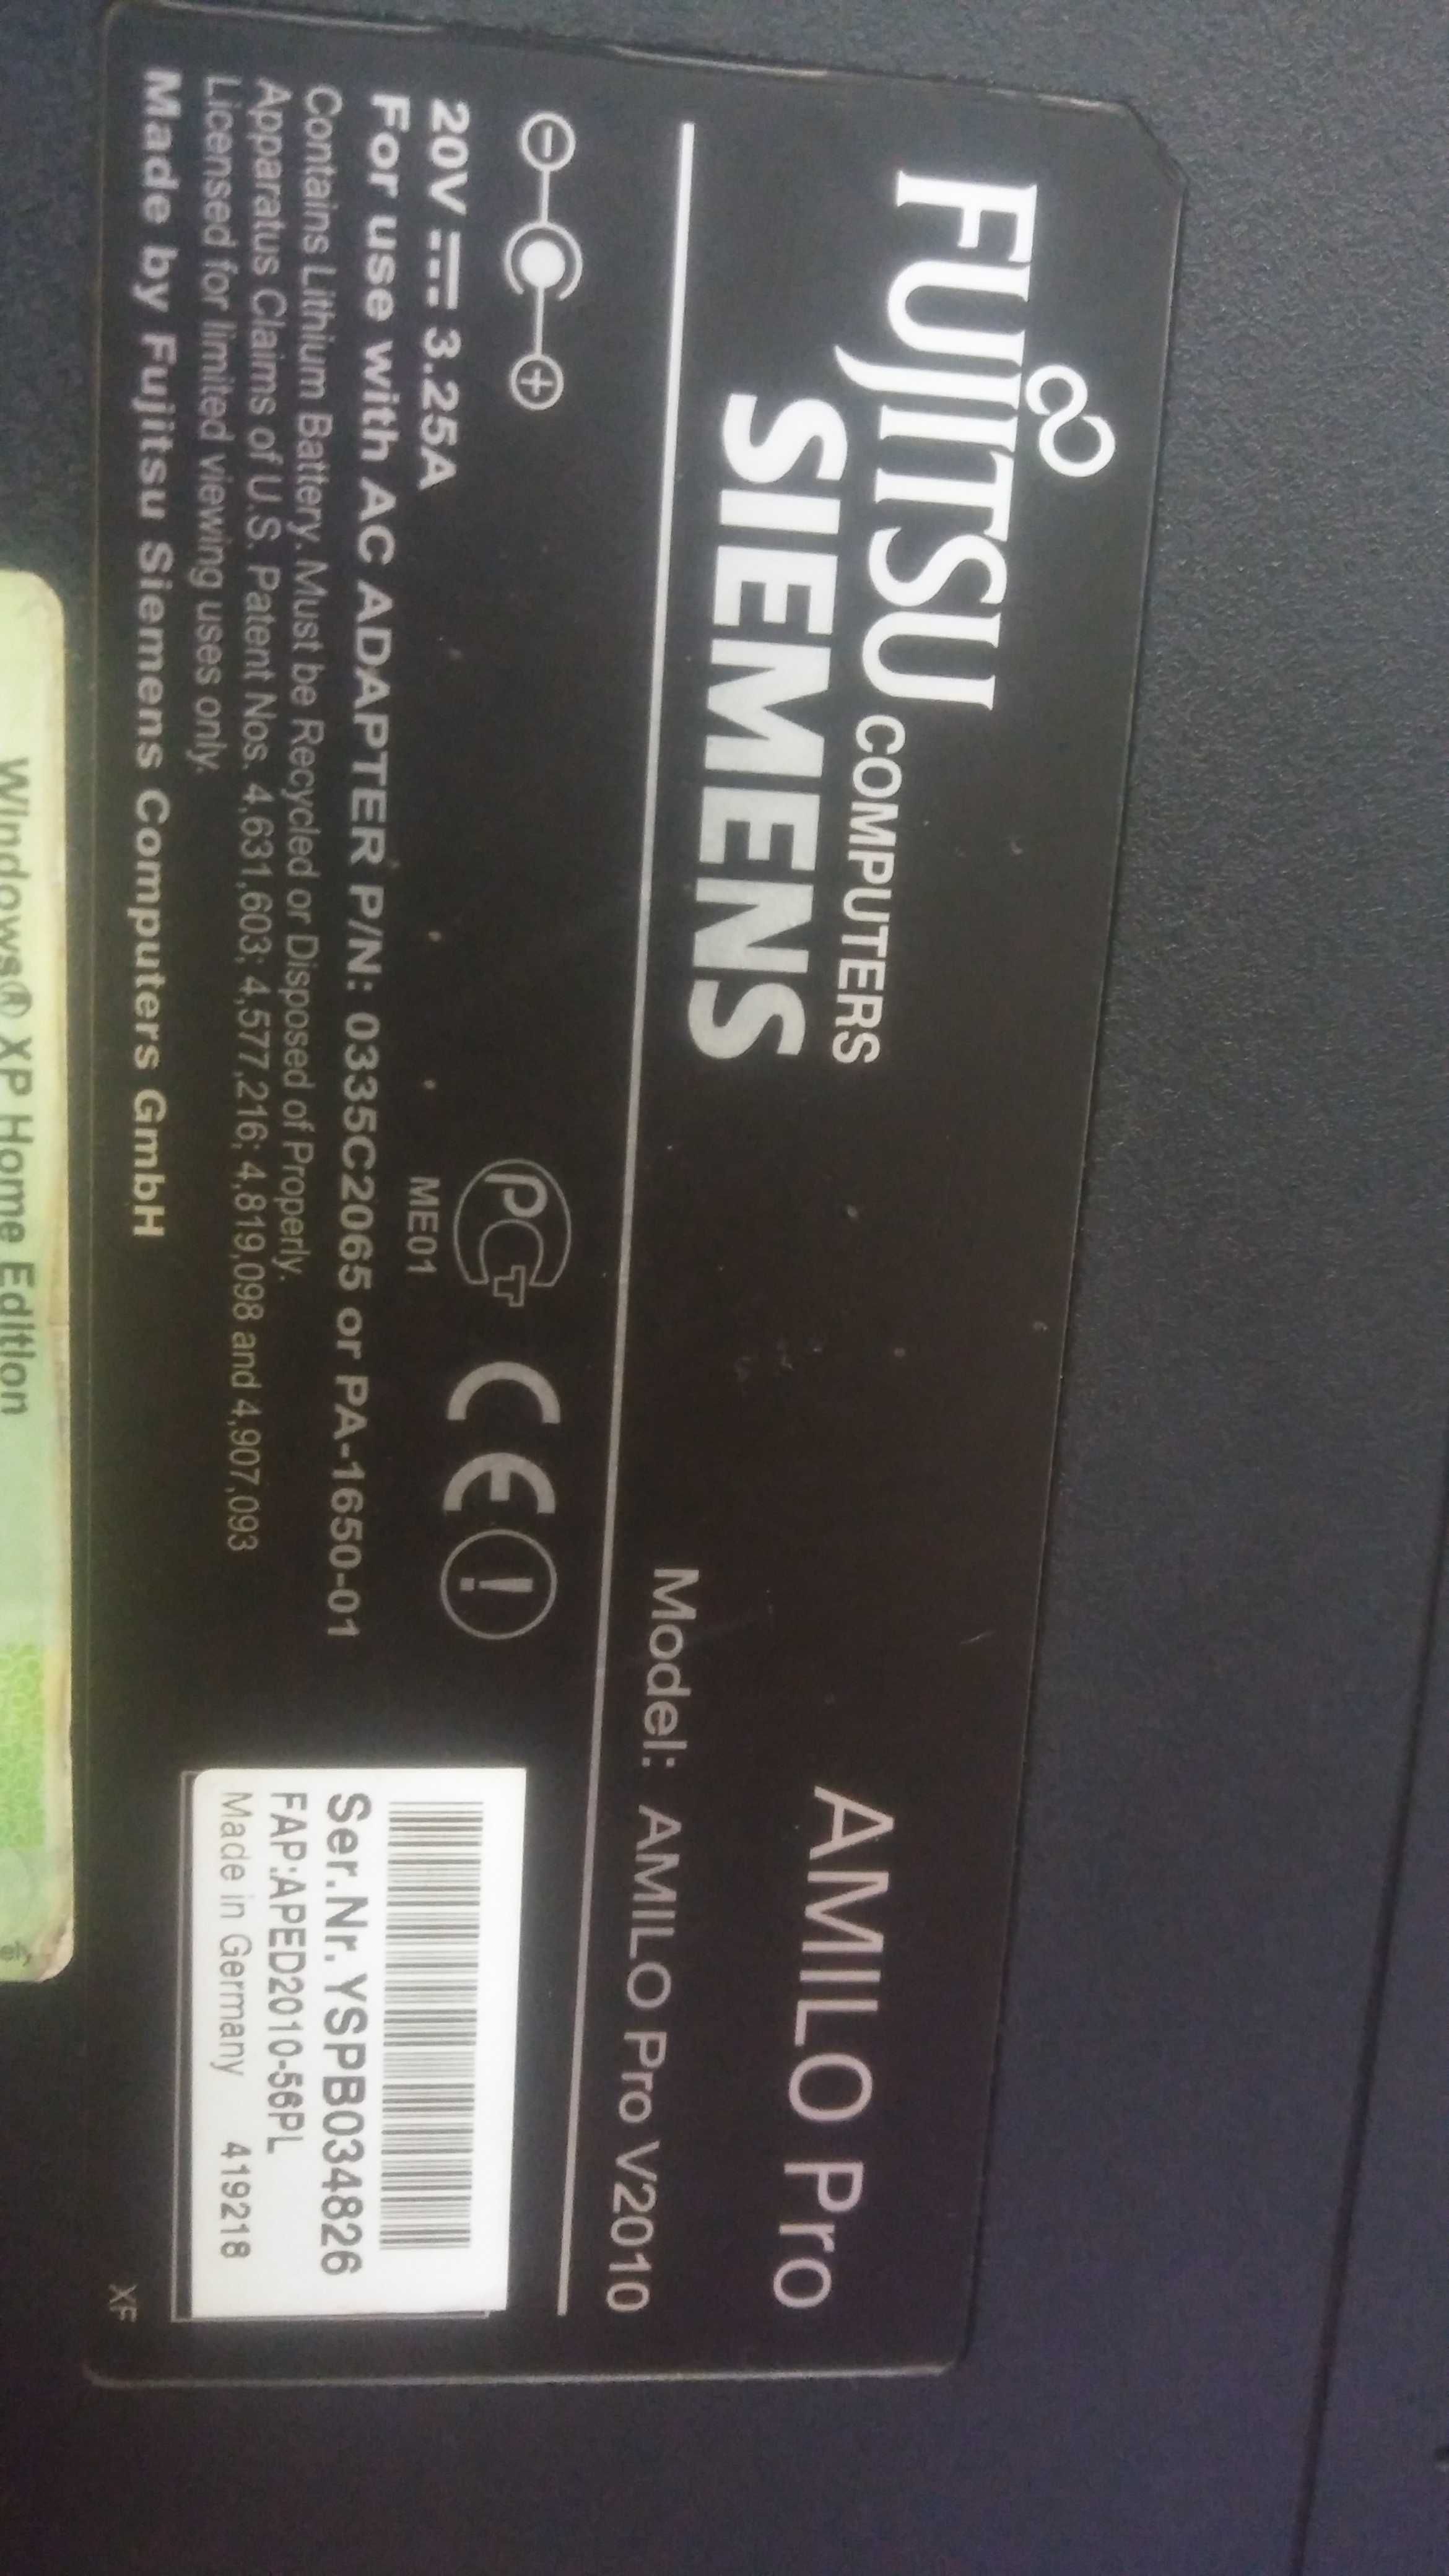 FUJITSU COMPUTERS
SIEMENS
AMILO Pro
Model: AMILO Pro V2010
20V 3.25A
ME01
For use with AC ADAPTER P/N: 0335C2065 or PA-1650-01
Contains Lithium Battery. Must be Recycled or Disposed of Properly.
Apparatus Claims of U.S. Patent Nos. 4,631,603; 4,577,216; 4,819,098 and 4,907,093
Licensed for limited viewing uses only.
Made by Fujitsu Siemens Computers GmbH
Ser.Nr. YSPB034826
FAP:APED2010-56PL
Made in Germany 419218
XF
Windows® XP Home Edition